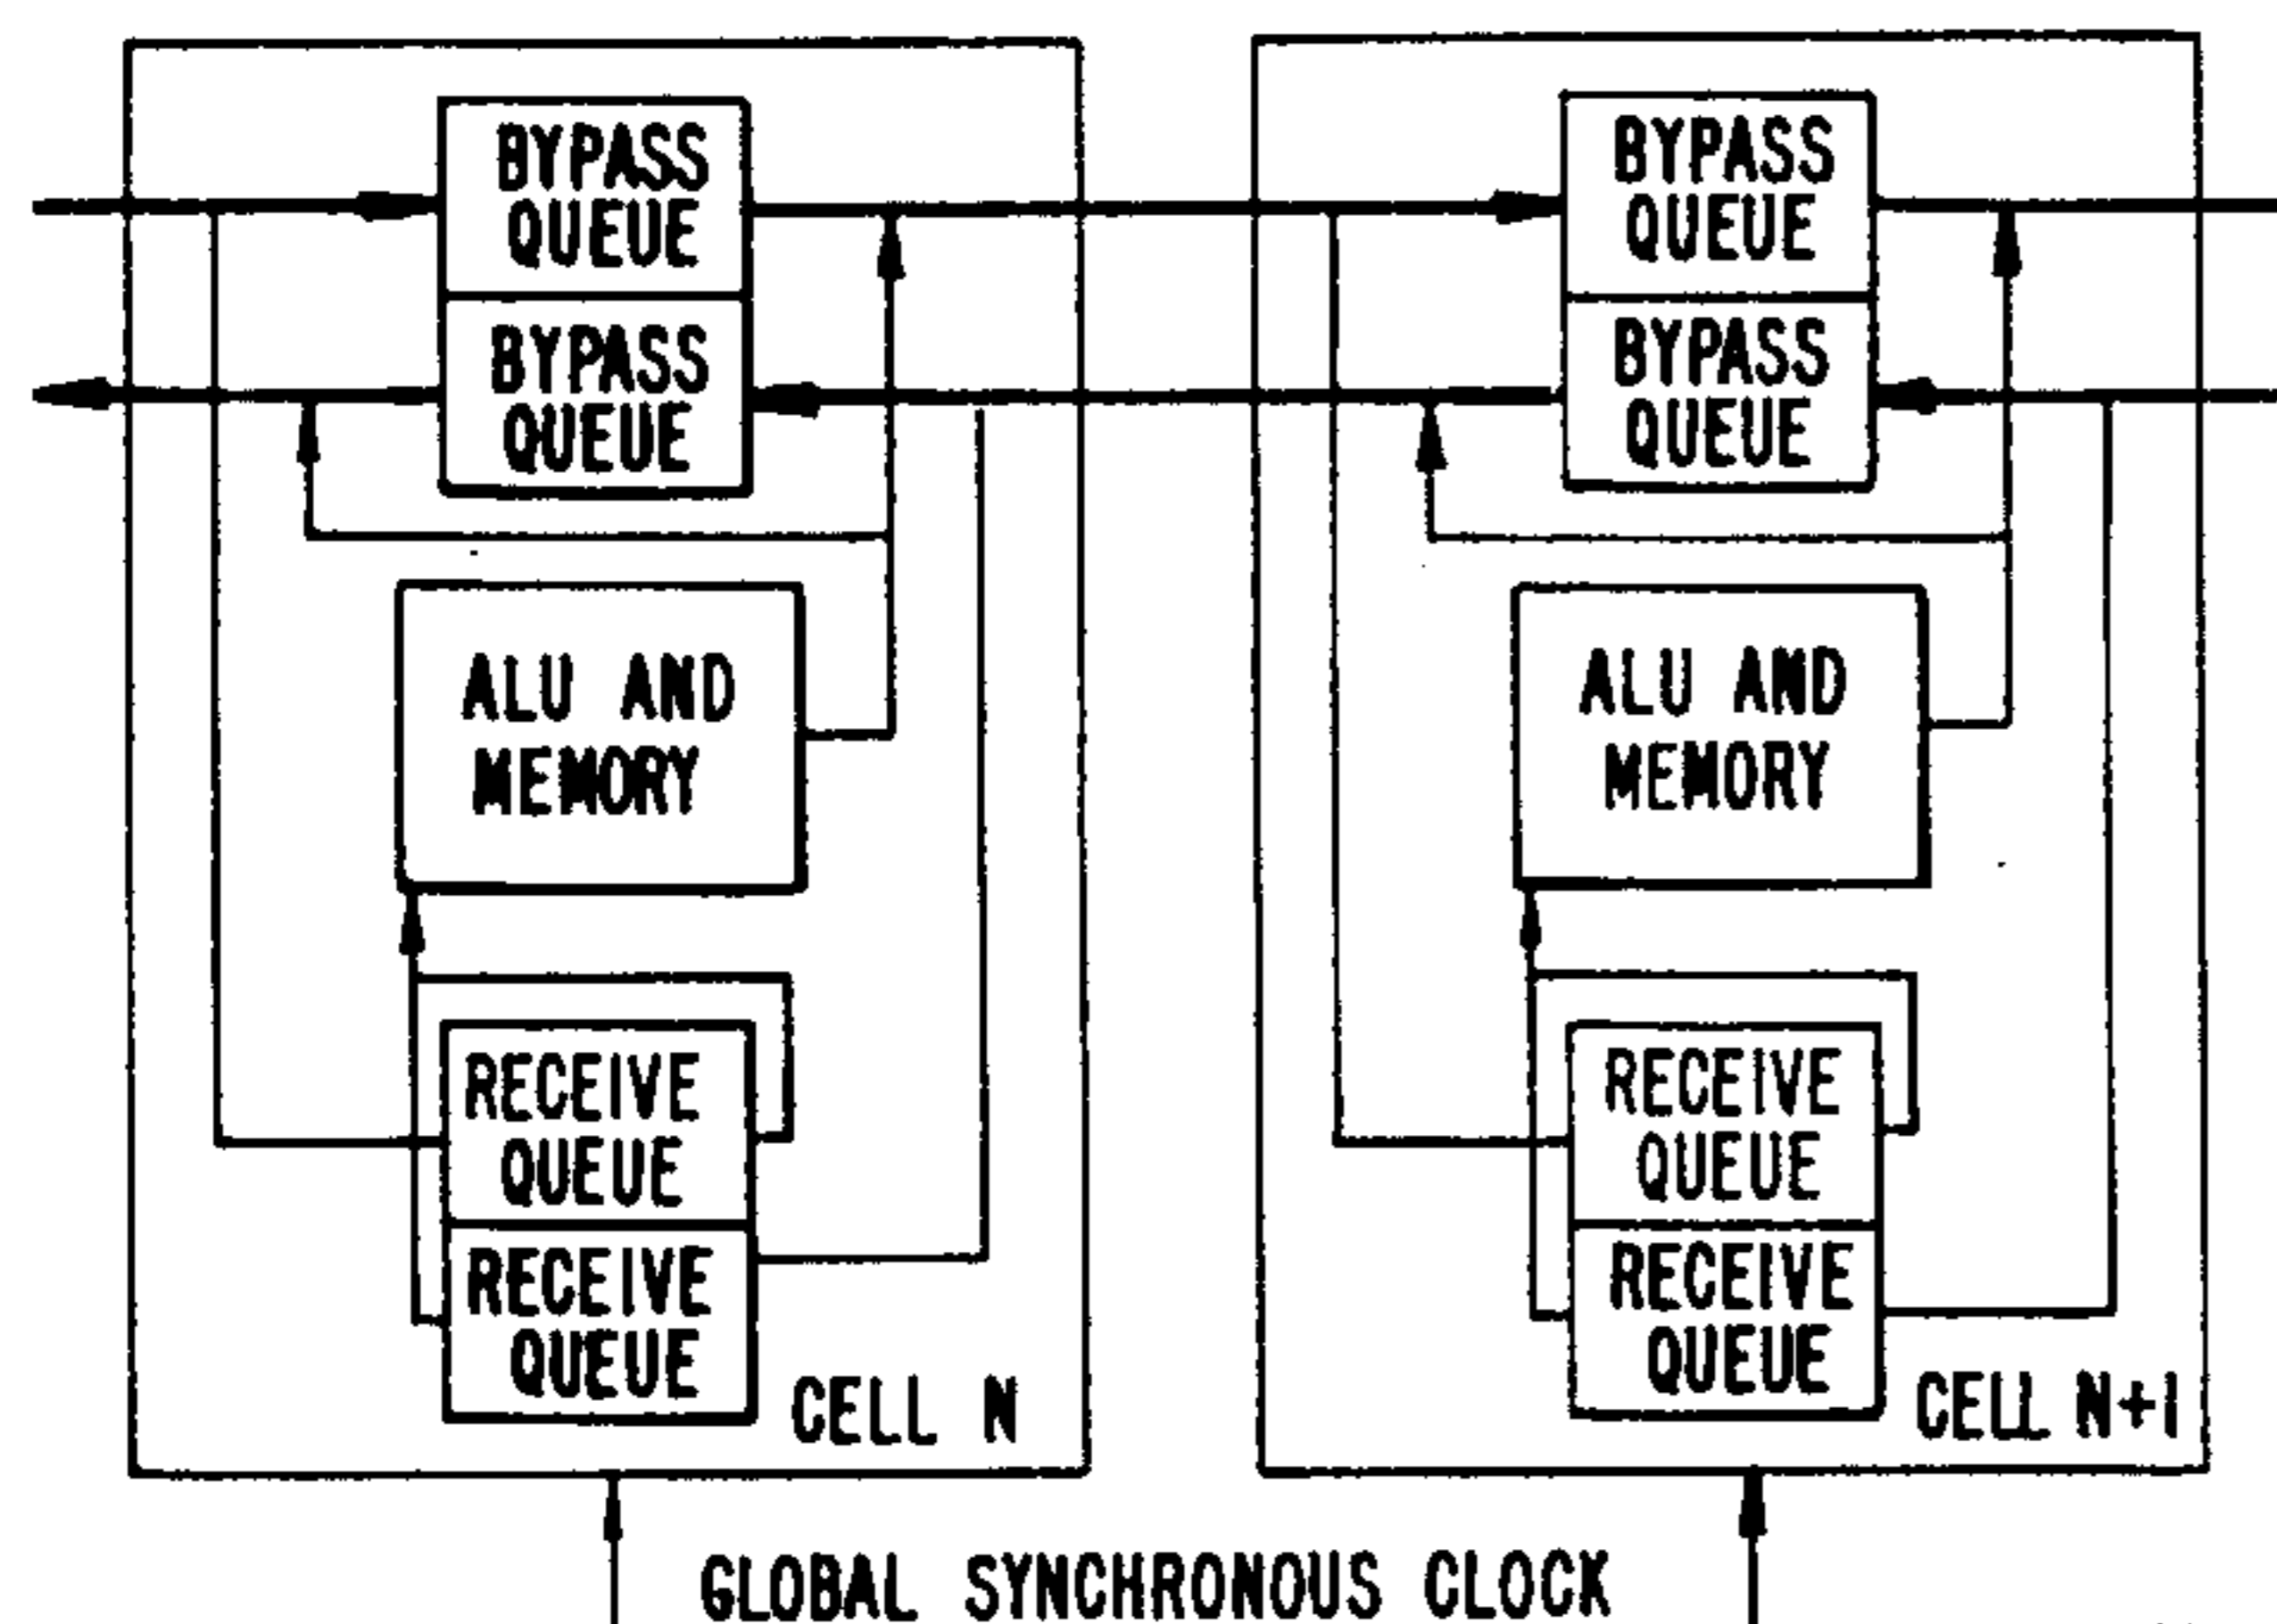 BYPASS
QUEUE
BYPASS
QUEUE
ALU AND
MEMORY
RECEIVE
QUEUE
RECEIVE
QUEUE
CELL N
BYPASS
QUEUE
BYPASS
QUEUE
ALU AND
MEMORY
RECEIVE
QUEUE
RECEIVE
QUEUE
CELL N+1
GLOBAL SYNCHRONOUS CLOCK